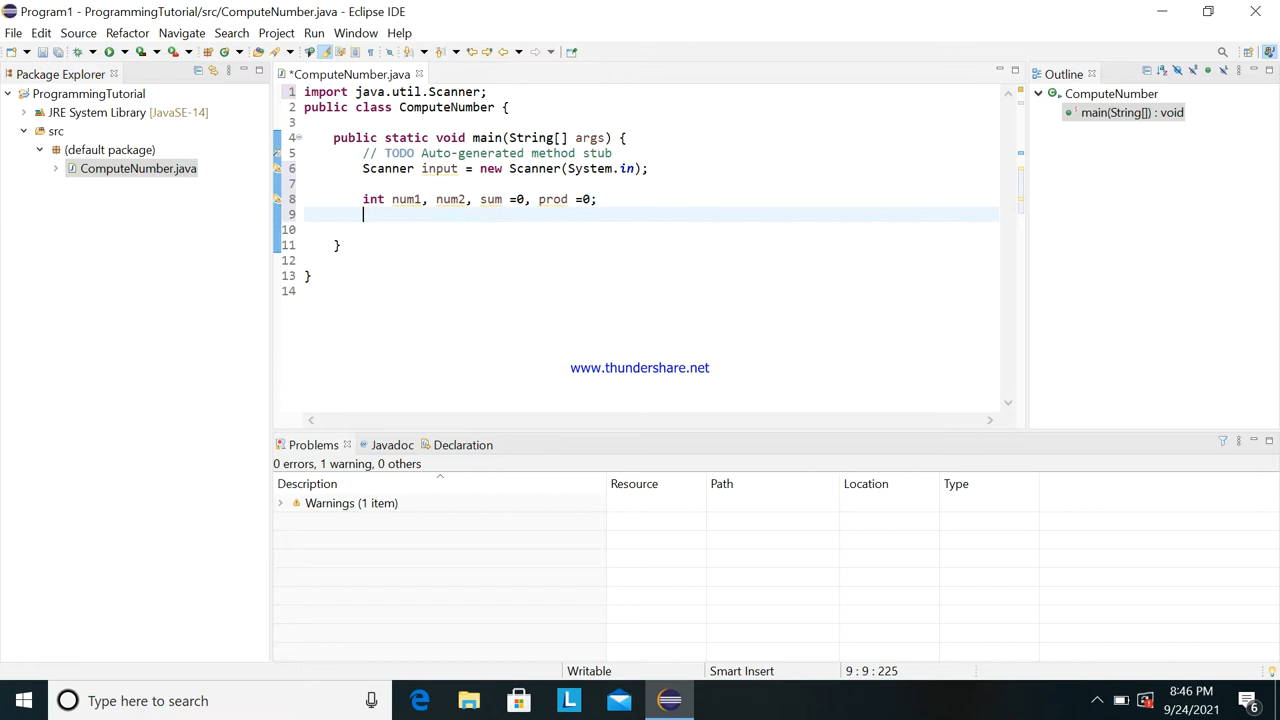 Program1 - ProgrammingTutorial/src/ComputeNumber.java - Eclipse IDE
File Edit Source Refactor Navigate Search Project Run Window Help
Package Explorer
ProgrammingTutorial
JRE System Library [JavaSE-14]
src
(default package)
ComputeNumber.java
*ComputeNumber.java
1 import java.util.Scanner;
2 public class ComputeNumber {
3
4 public static void main(String[] args) {
5 // TODO Auto-generated method stub
6 Scanner input = new Scanner(System.in);
7
8 int num1, num2, sum =0, prod =0;
9
10
11 }
12
13 }
14
www.thundershare.net
Outline
ComputeNumber
main(String[]) : void
Problems Javadoc Declaration
0 errors, 1 warning, 0 others
Description Resource Path Location Type
Warnings (1 item)
Writable Smart Insert 9 : 9 : 225
Type here to search
L
8:46 PM
9/24/2021
6